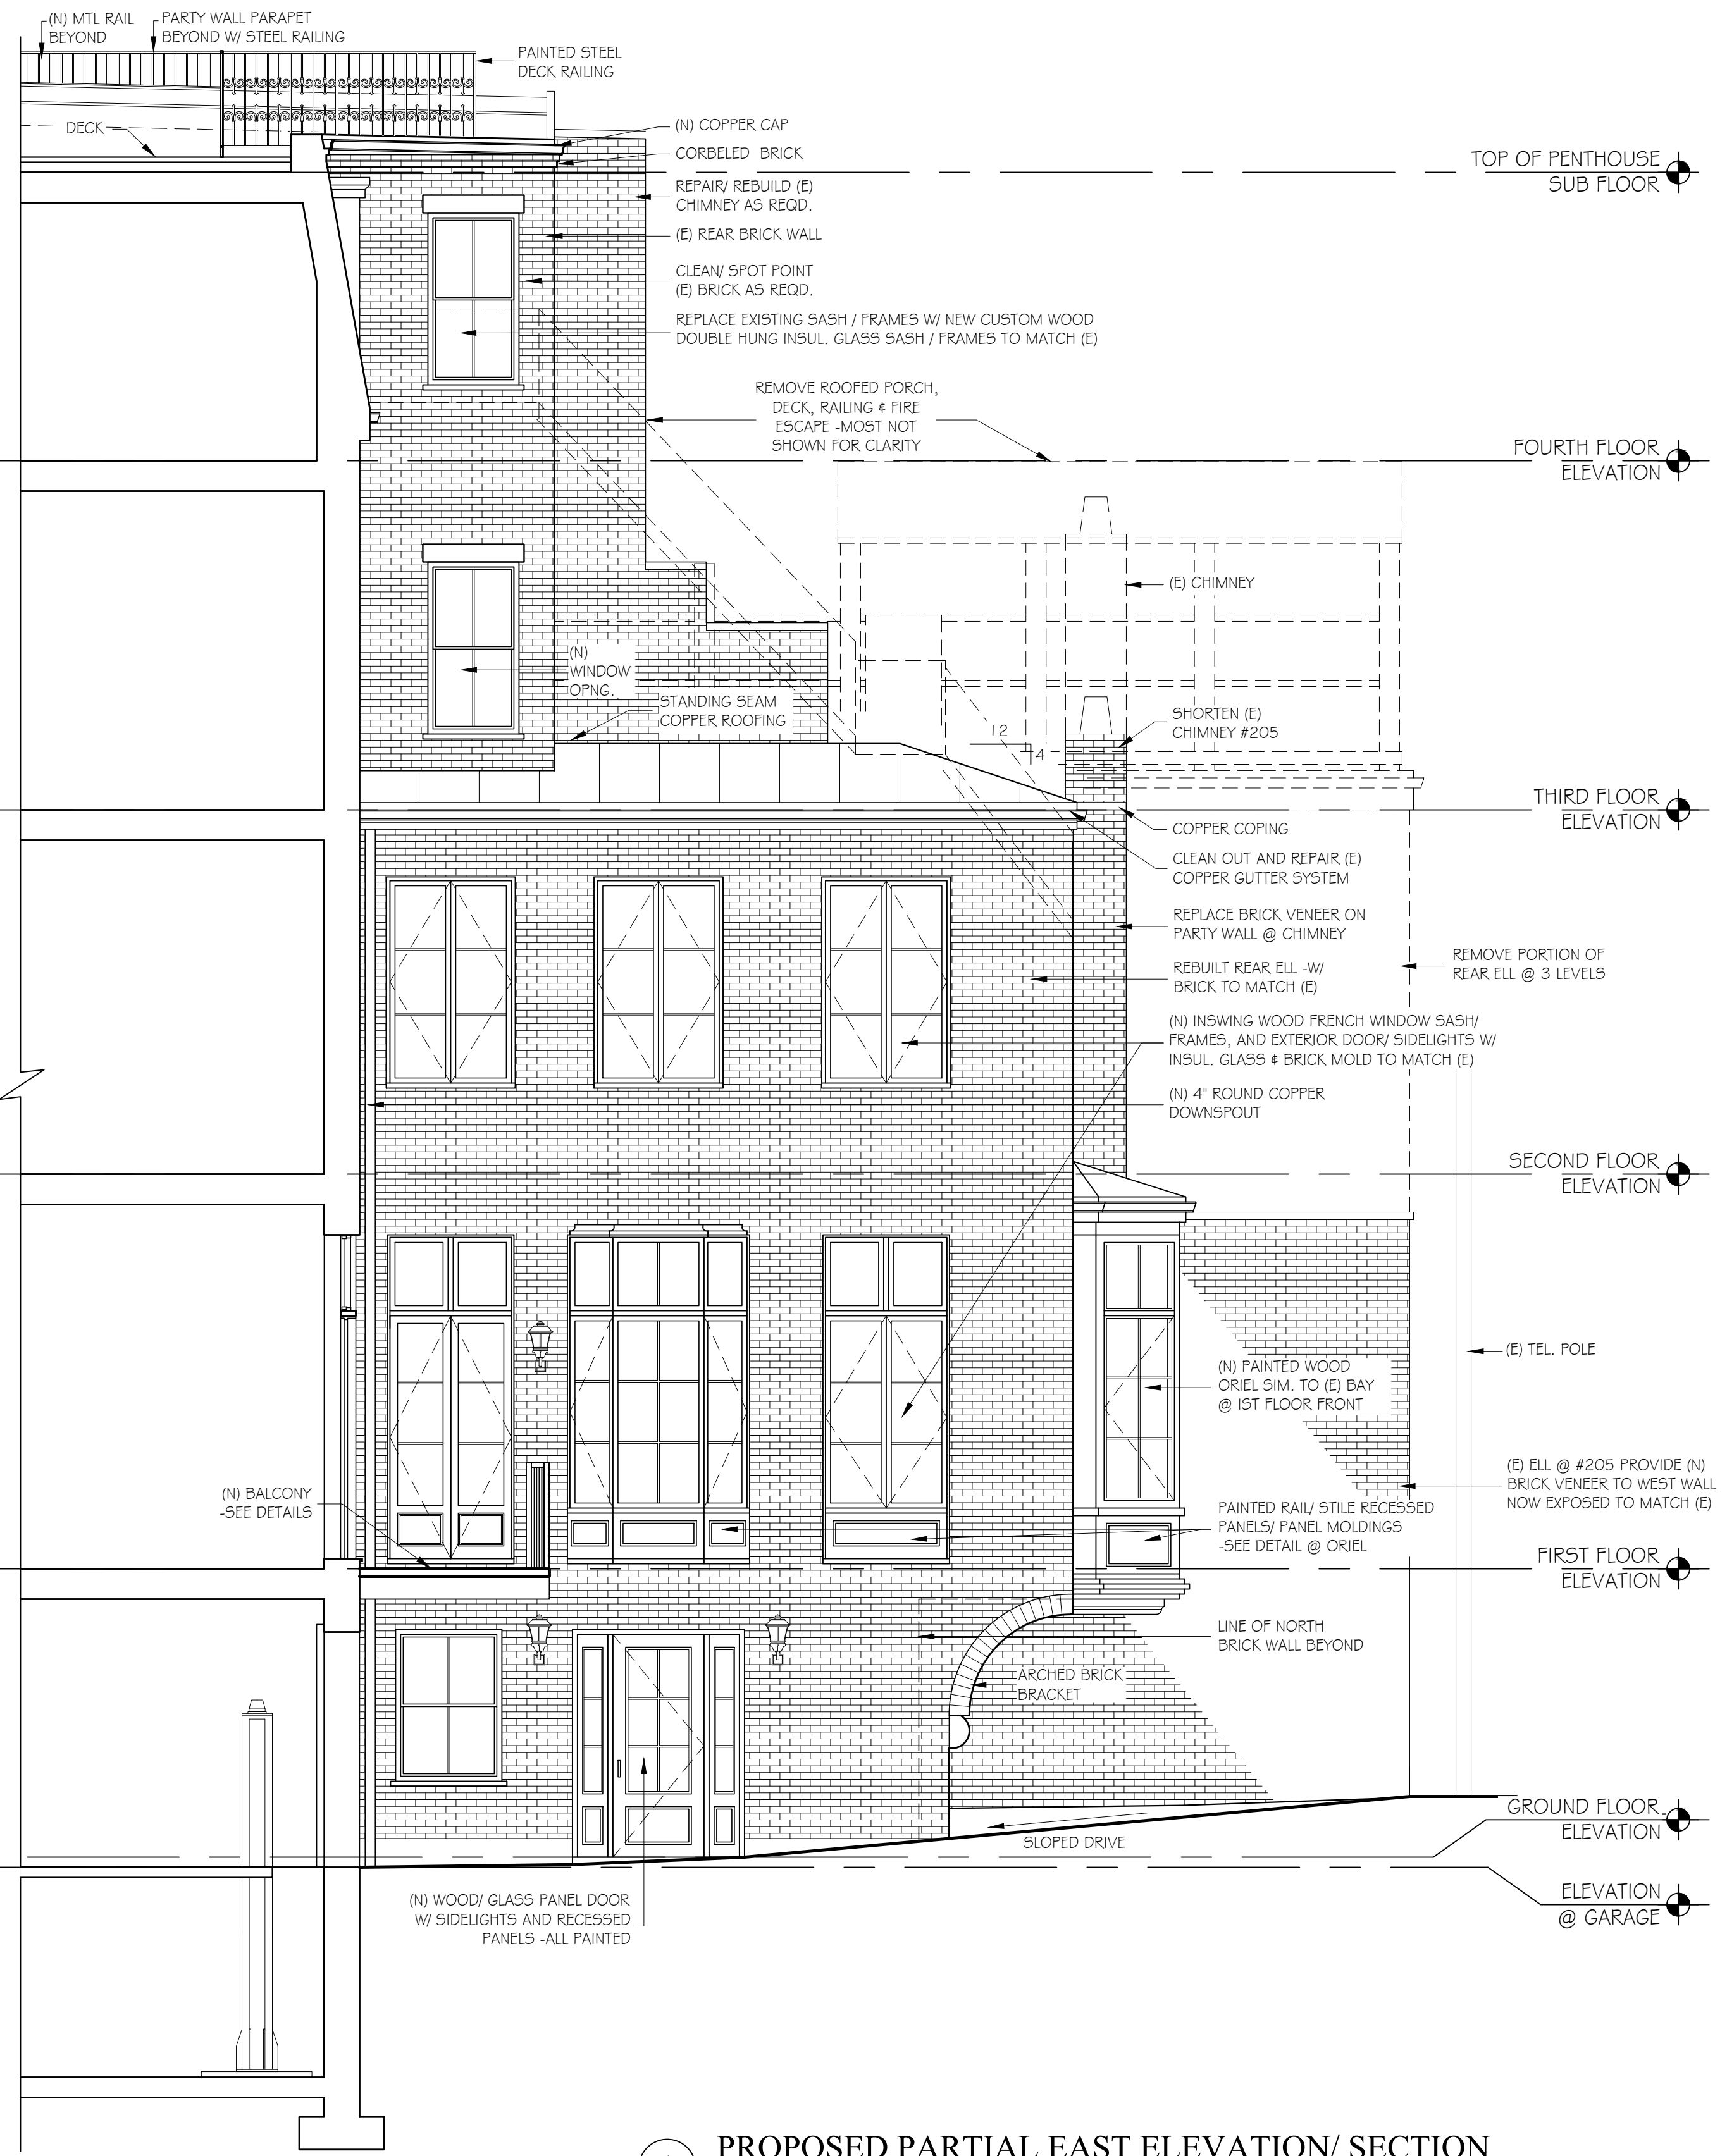 (N) MTL RAIL
BEYOND
PARTY WALL PARAPET
BEYOND W/ STEEL RAILING
PAINTED STEEL
DECK RAILING
DECK
(N) COPPER CAP
CORBELED BRICK
REPAIR/ REBUILD (E)
CHIMNEY AS REQD.
(E) REAR BRICK WALL
CLEAN/ SPOT POINT
(E) BRICK AS REQD.
REPLACE EXISTING SASH / FRAMES W/ NEW CUSTOM WOOD
DOUBLE HUNG INSUL. GLASS SASH / FRAMES TO MATCH (E)
TOP OF PENTHOUSE
SUB FLOOR
REMOVE ROOFED PORCH,
DECK, RAILING & FIRE
ESCAPE -MOST NOT
SHOWN FOR CLARITY
FOURTH FLOOR
ELEVATION
(E) CHIMNEY
(N)
WINDOW
OPNG.
STANDING SEAM
COPPER ROOFING
12
4
SHORTEN (E)
CHIMNEY #205
THIRD FLOOR
ELEVATION
COPPER COPING
CLEAN OUT AND REPAIR (E)
COPPER GUTTER SYSTEM
REPLACE BRICK VENEER ON
PARTY WALL @ CHIMNEY
REMOVE PORTION OF
REAR ELL @ 3 LEVELS
REBUILT REAR ELL -W/
BRICK TO MATCH (E)
(N) INSWING WOOD FRENCH WINDOW SASH/
FRAMES, AND EXTERIOR DOOR/ SIDELIGHTS W/
INSUL. GLASS & BRICK MOLD TO MATCH (E)
(N) 4" ROUND COPPER
DOWNSPOUT
SECOND FLOOR
ELEVATION
(E) TEL. POLE
(N) PAINTED WOOD
ORIEL SIM. TO (E) BAY
@ 1ST FLOOR FRONT
(E) ELL @ #205 PROVIDE (N)
BRICK VENEER TO WEST WALL
NOW EXPOSED TO MATCH (E)
(N) BALCONY
-SEE DETAILS
PAINTED RAIL/ STILE RECESSED
PANELS/ PANEL MOLDINGS
-SEE DETAIL @ ORIEL
FIRST FLOOR
ELEVATION
LINE OF NORTH
BRICK WALL BEYOND
ARCHED BRICK
BRACKET
SLOPED DRIVE
GROUND FLOOR
ELEVATION
(N) WOOD/ GLASS PANEL DOOR
W/ SIDELIGHTS AND RECESSED
PANELS -ALL PAINTED
ELEVATION
@ GARAGE
PROPOSED PARTIAL EAST ELEVATION/ SECTION